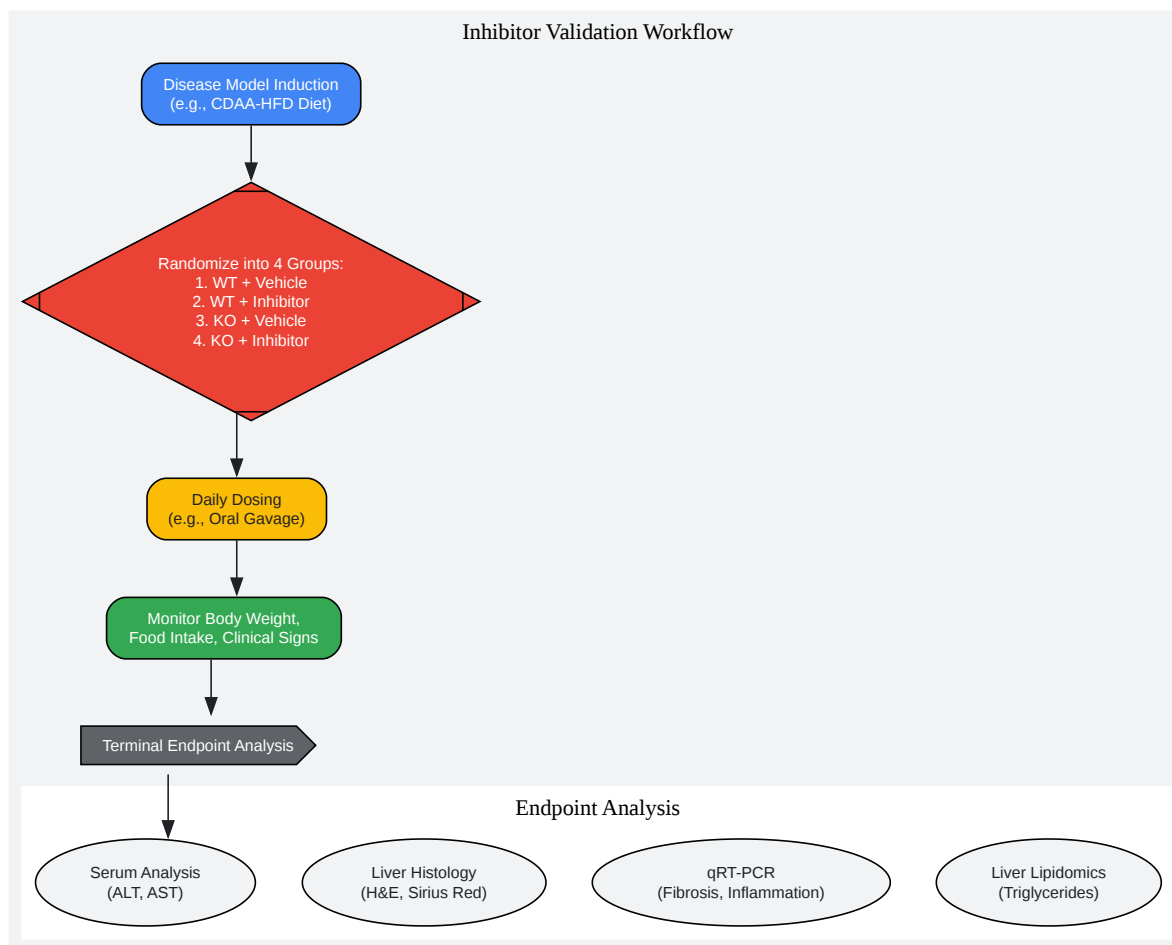 Inhibitor Validation Workflow
Disease Model Induction
(e.g., CDAA-HFD Diet)
Randomize into 4 Groups:
1. WT + Vehicle
2. WT + Inhibitor
3. KO + Vehicle
4. KO + Inhibitor
Daily Dosing
(e.g., Oral Gavage)
Monitor Body Weight,
Food Intake, Clinical Signs
Terminal Endpoint Analysis
Endpoint Analysis
Serum Analysis
(ALT, AST)
Liver Histology
(H&E, Sirius Red)
qRT-PCR
(Fibrosis, Inflammation)
Liver Lipidomics
(Triglycerides)